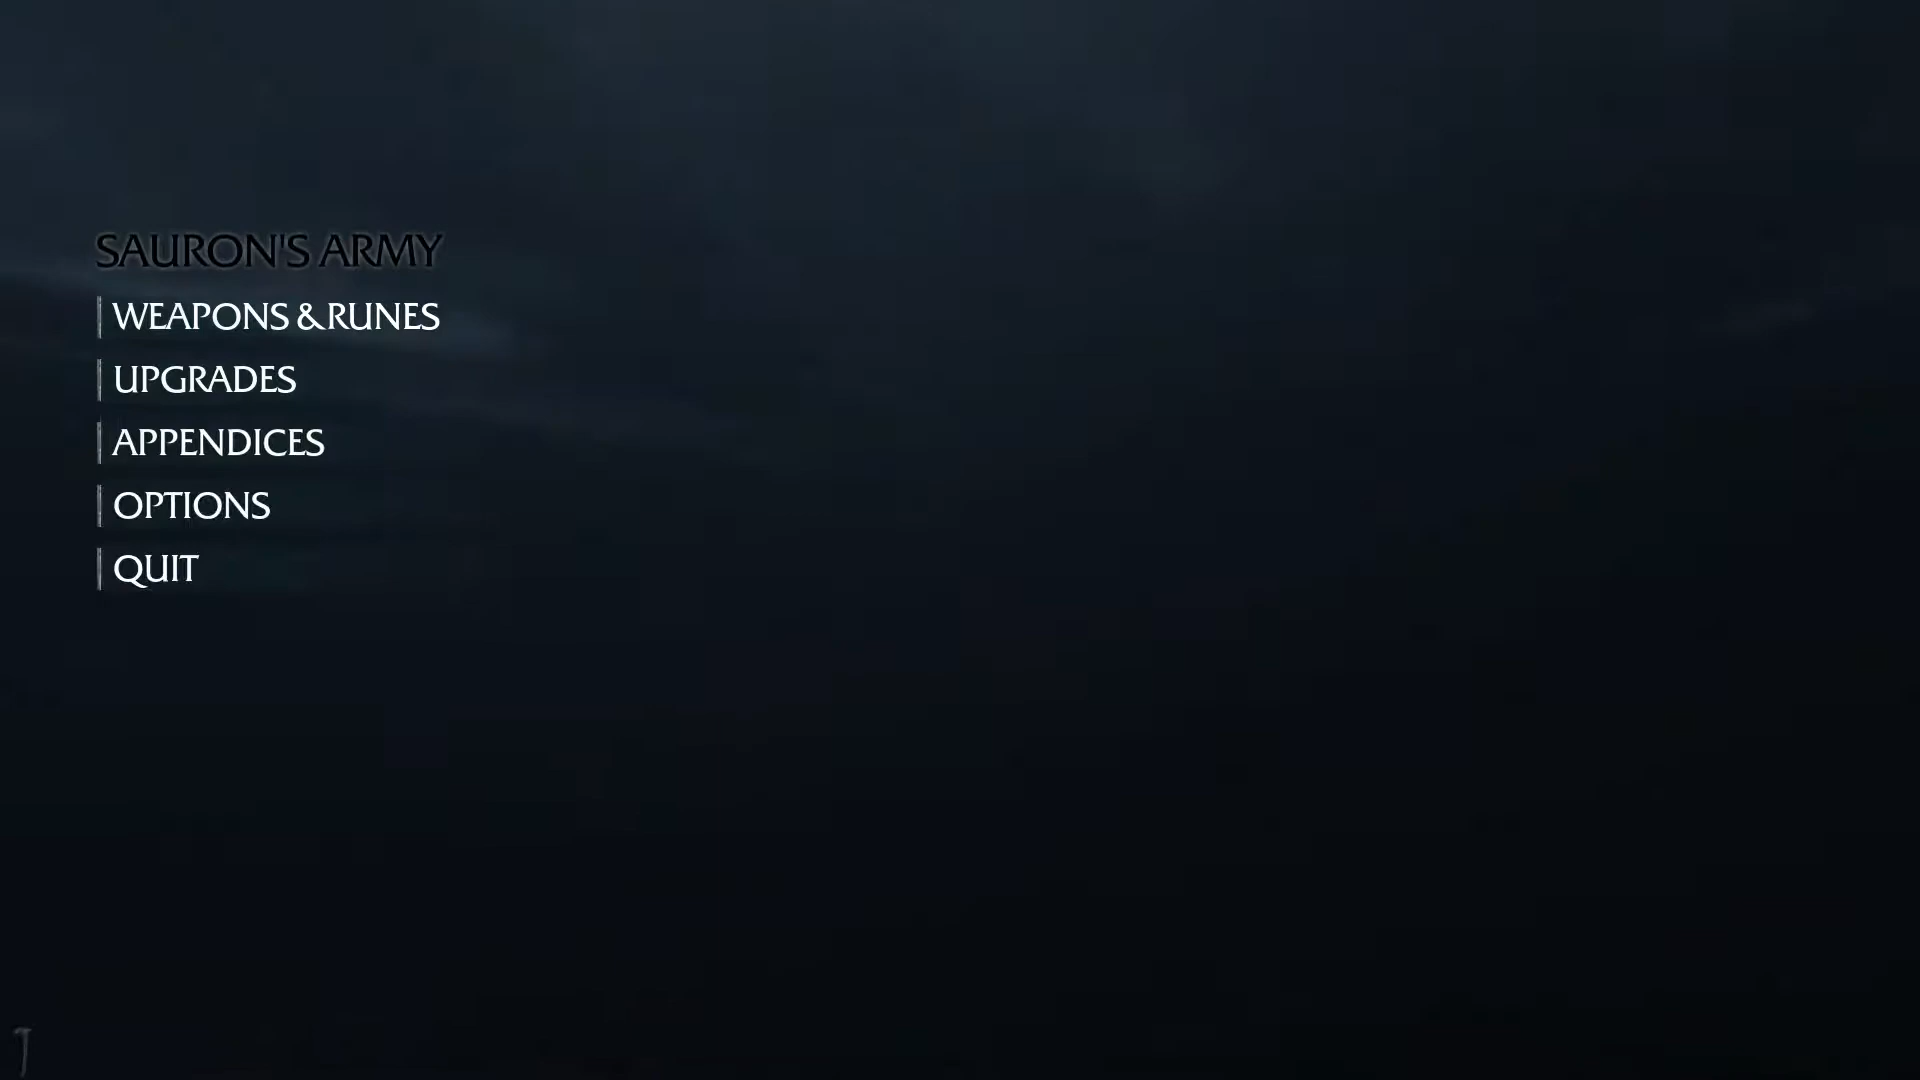 SAURON'S ARMY
WEAPONS & RUNES
UPGRADES
APPENDICES
OPTIONS
QUIT